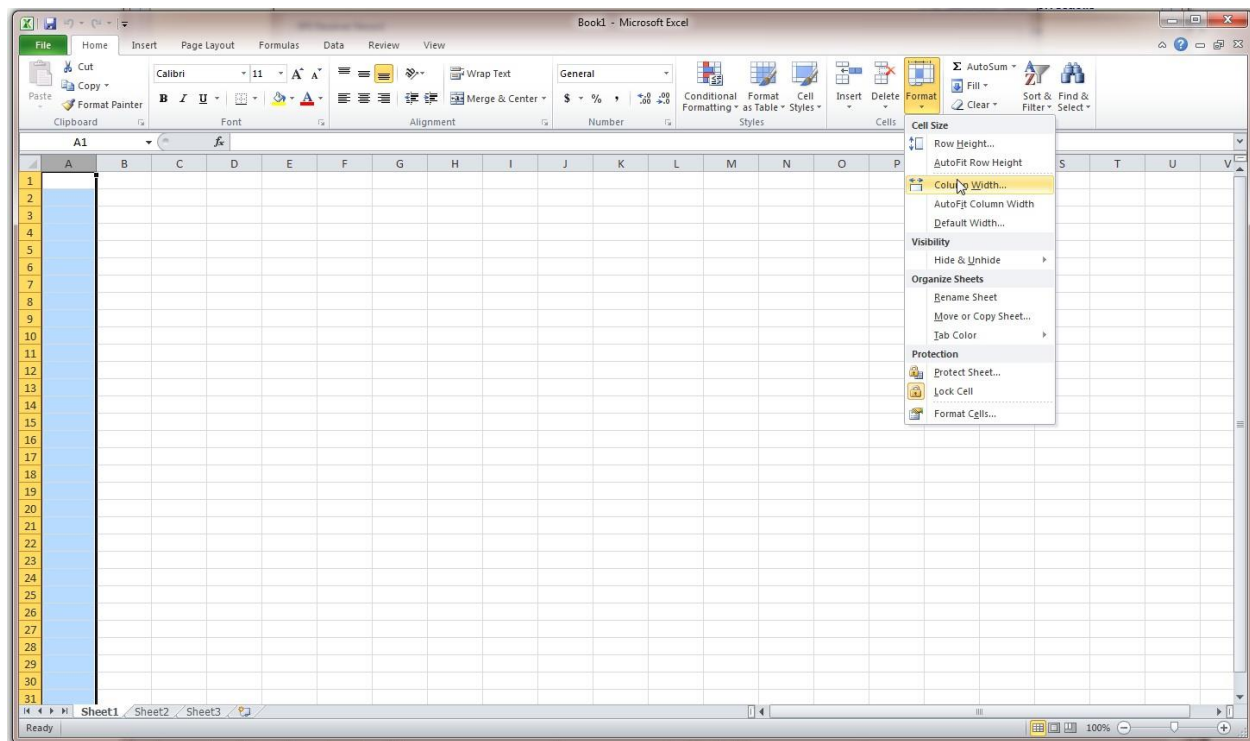 Book1 - Microsoft Excel
File Home Insert Page Layout Formulas Data Review View
Paste
Cut
Copy
Format Painter
Clipboard
Calibri 11 A A
B I U A
Font
Wrap Text
Merge & Center
Alignment
General
$ % , .0 .00 .00 .0
Number
Conditional Formatting
Format as Table
Cell Styles
Styles
Insert Delete Format
Cells
Σ AutoSum
Fill
Clear
Sort & Filter
Find & Select
A1 fx
A B C D E F G H I J K L M N O P S T U V
1
2
3
4
5
6
7
8
9
10
11
12
13
14
15
16
17
18
19
20
21
22
23
24
25
26
27
28
29
30
31
Cell Size
Row Height...
AutoFit Row Height
Column Width...
AutoFit Column Width
Default Width...
Visibility
Hide & Unhide
Organize Sheets
Rename Sheet
Move or Copy Sheet...
Tab Color
Protection
Protect Sheet...
Lock Cell
Format Cells...
Sheet1 Sheet2 Sheet3
Ready 100%